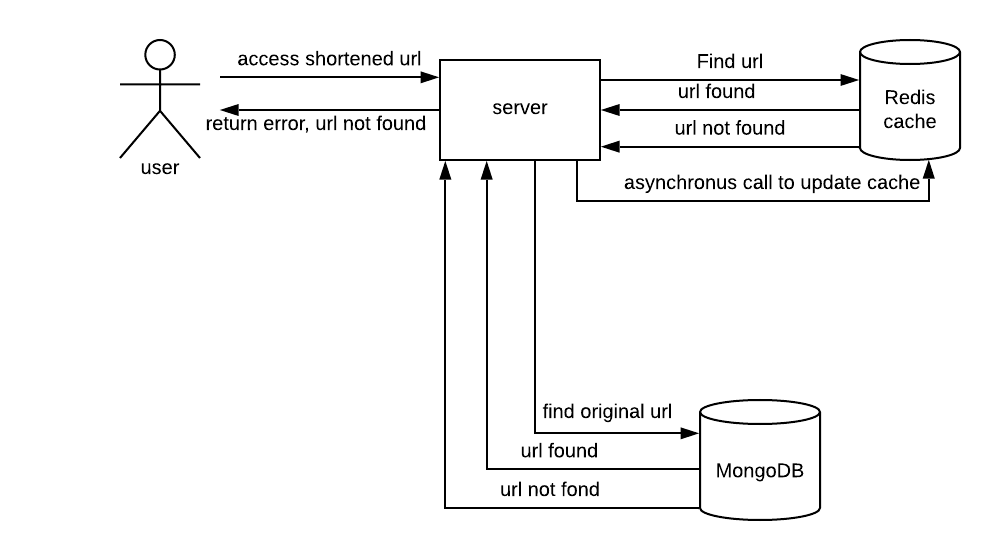 access shortened url
return error, url not found
user
server
Find url
url found
url not found
asynchronus call to update cache
Redis
cache
find original url
url found
url not fond
MongoDB